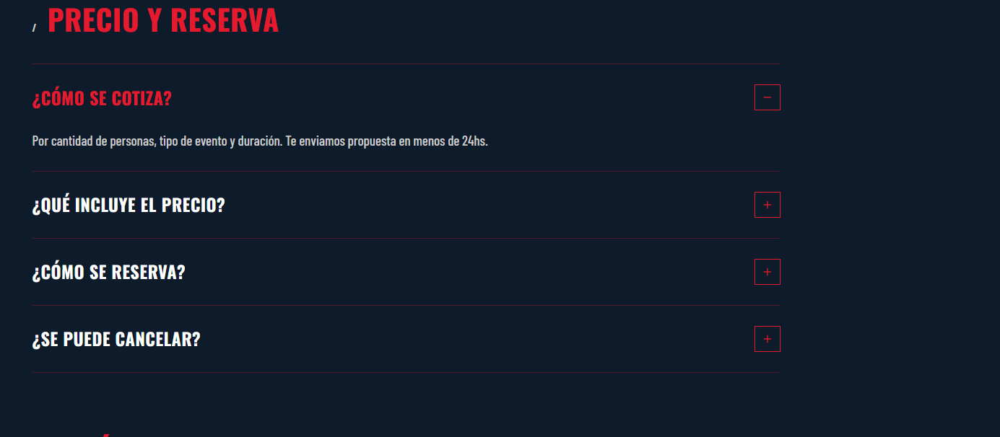 / PRECIO Y RESERVA
¿CÓMO SE COTIZA?
Por cantidad de personas, tipo de evento y duración. Te enviamos propuesta en menos de 24hs.
¿QUÉ INCLUYE EL PRECIO?
¿CÓMO SE RESERVA?
¿SE PUEDE CANCELAR?